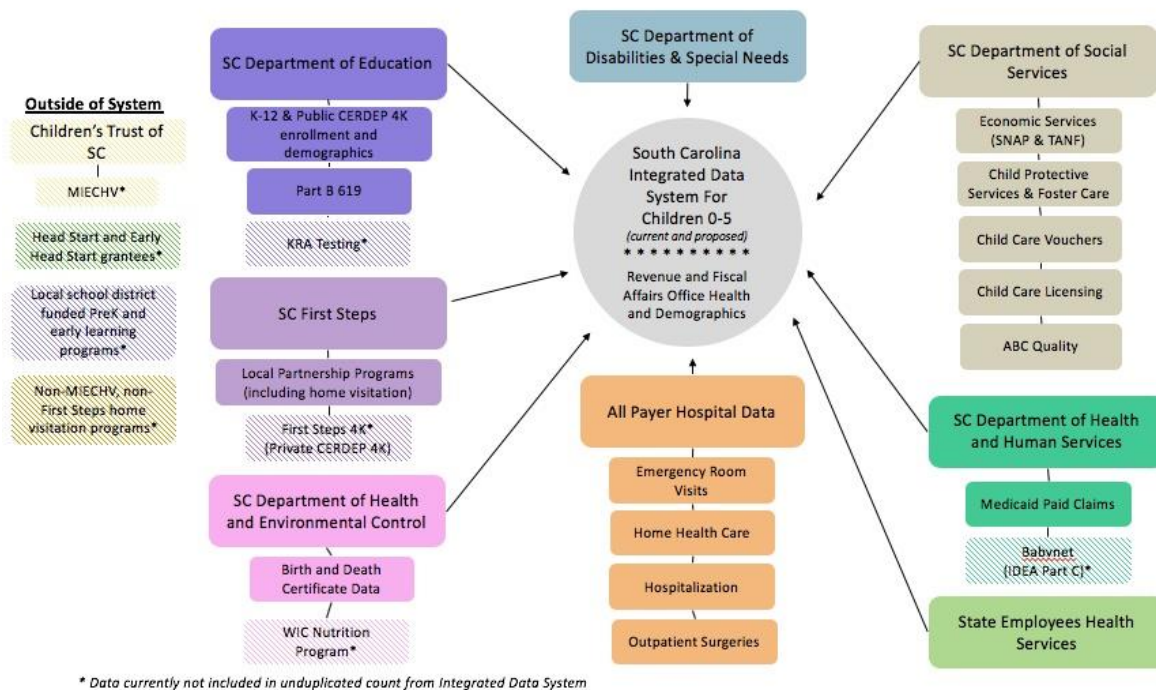 Outside of System
Children's Trust of
SC
MIECHV*
Head Start and Early
Head Start grantees*
Local school district
funded PreK and
early learning
programs*
Non-MIECHV, non-
First Steps home
visitation programs*
SC Department of Education
K-12 & Public CERDEP 4K
enrollment and
demographics
Part B 619
KRA Testing*
SC First Steps
Local Partnership Programs
(including home visitation)
First Steps 4K*
(Private CERDEP 4K)
SC Department of Health
and Environmental Control
Birth and Death
Certificate Data
WIC Nutrition
Program*
SC Department of
Disabilities & Special Needs
South Carolina
Integrated Data
System For
Children 0-5
(current and proposed)
* * * * * * * * * *
Revenue and Fiscal
Affairs Office Health
and Demographics
All Payer Hospital Data
Emergency Room
Visits
Home Health Care
Hospitalization
Outpatient Surgeries
SC Department of Social
Services
Economic Services
(SNAP & TANF)
Child Protective
Services & Foster Care
Child Care Vouchers
Child Care Licensing
ABC Quality
SC Department of Health
and Human Services
Medicaid Paid Claims
Babynet
(IDEA Part C)*
State Employees Health
Services
* Data currently not included in unduplicated count from Integrated Data System